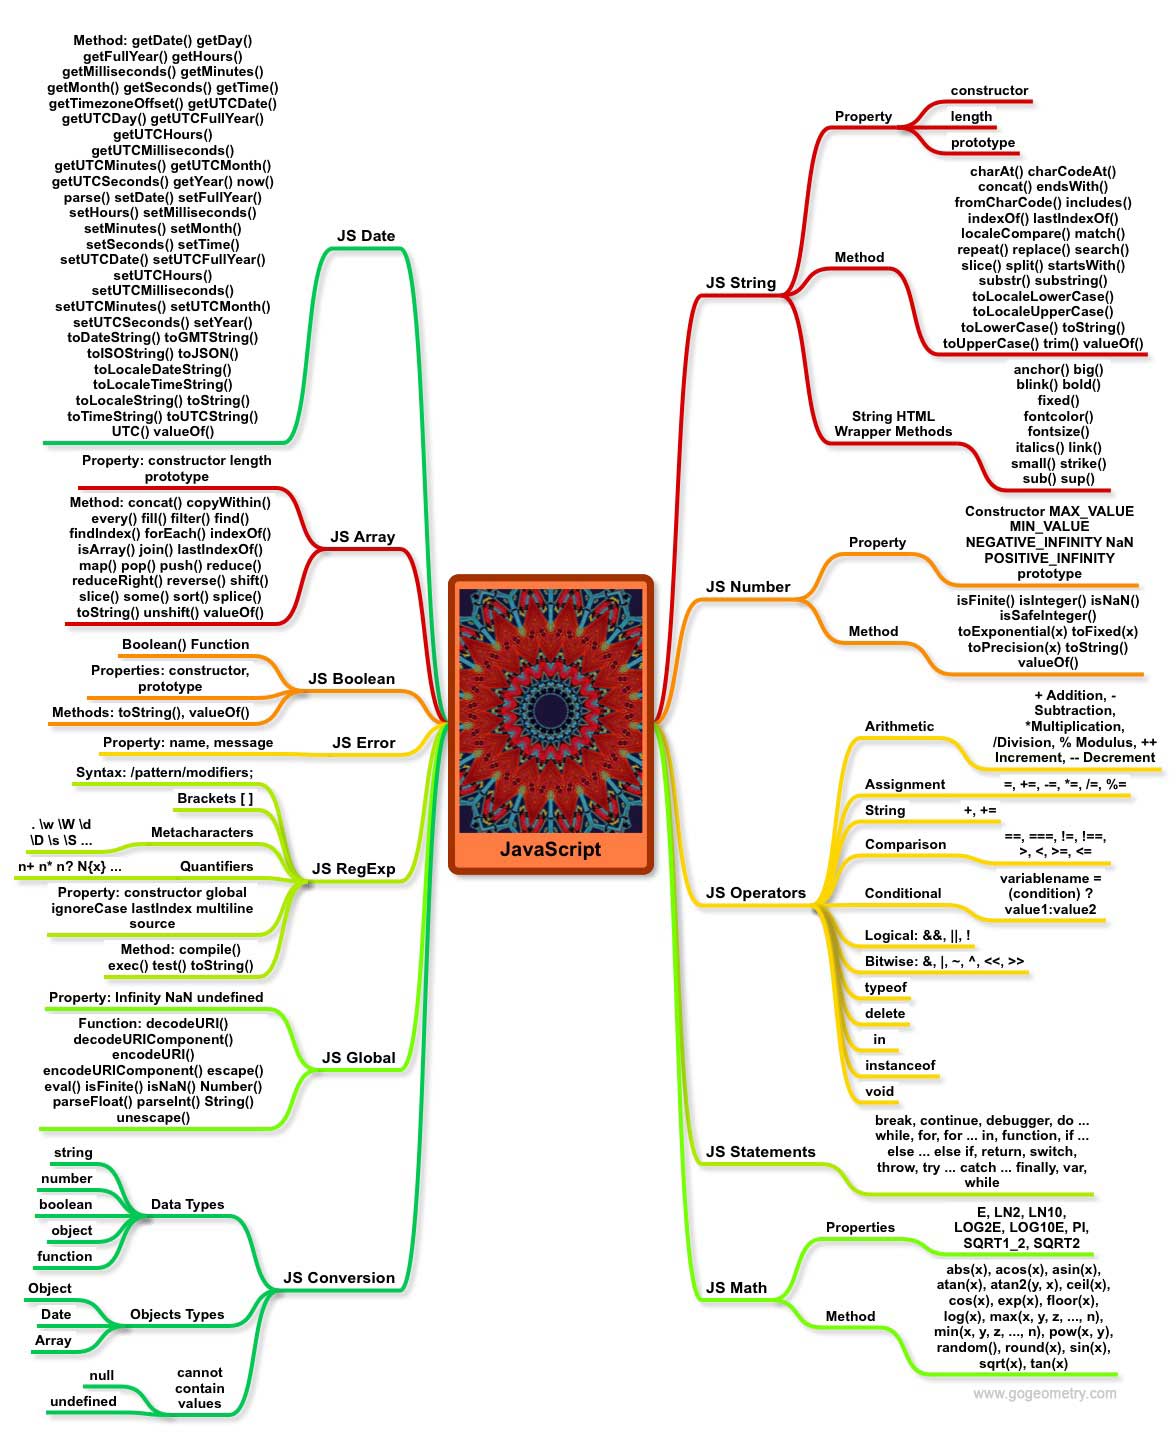 Method: getDate() getDay()
getFullYear() getHours()
getMilliseconds() getMinutes()
getMonth() getSeconds() getTime()
getTimezoneOffset() getUTCDate()
getUTCDay() getUTCFullYear()
getUTCHours()
getUTCMilliseconds()
getUTCMinutes() getUTCMonth()
getUTCSeconds() getYear() now()
parse() setDate() setFullYear()
setHours() setMilliseconds()
setMinutes() setMonth()
setSeconds() setTime()
setUTCDate() setUTCFullYear()
setUTCHours()
setUTCMilliseconds()
setUTCMinutes() setUTCMonth()
setUTCSeconds() setYear()
toDateString() toGMTString()
toISOString() toJSON()
toLocaleDateString()
toLocaleTimeString()
toLocaleString() toString()
toTimeString() toUTCString()
UTC() valueOf()
JS Date
Property: constructor length
prototype
Method: concat() copyWithin()
every() fill() filter() find()
findIndex() forEach() indexOf()
isArray() join() lastIndexOf()
map() pop() push() reduce()
reduceRight() reverse() shift()
slice() some() sort() splice()
toString() unshift() valueOf()
JS Array
Boolean() Function
Properties: constructor,
prototype
Methods: toString(), valueOf()
JS Boolean
Property: name, message
JS Error
Syntax: /pattern/modifiers;
Brackets [ ]
. \w \W \d
\D \s \S ...
Metacharacters
n+ n* n? N{x} ...
Quantifiers
Property: constructor global
ignoreCase lastIndex multiline
source
Method: compile()
exec() test() toString()
JS RegExp
Property: Infinity NaN undefined
Function: decodeURI()
decodeURIComponent()
encodeURI()
encodeURIComponent() escape()
eval() isFinite() isNaN() Number()
parseFloat() parseInt() String()
unescape()
JS Global
string
number
boolean
object
function
Data Types
Object
Date
Array
Objects Types
null
undefined
cannot
contain
values
JS Conversion
JavaScript
JS String
Property
constructor
length
prototype
Method
charAt() charCodeAt()
concat() endsWith()
fromCharCode() includes()
indexOf() lastIndexOf()
localeCompare() match()
repeat() replace() search()
slice() split() startsWith()
substr() substring()
toLocaleLowerCase()
toLocaleUpperCase()
toLowerCase() toString()
toUpperCase() trim() valueOf()
String HTML
Wrapper Methods
anchor() big()
blink() bold()
fixed()
fontcolor()
fontsize()
italics() link()
small() strike()
sub() sup()
JS Number
Property
Constructor MAX_VALUE
MIN_VALUE
NEGATIVE_INFINITY NaN
POSITIVE_INFINITY
prototype
Method
isFinite() isInteger() isNaN()
isSafeInteger()
toExponential(x) toFixed(x)
toPrecision(x) toString()
valueOf()
JS Operators
Arithmetic
+ Addition, -
Subtraction,
*Multiplication,
/Division, % Modulus, ++
Increment, -- Decrement
Assignment
=, +=, -=, *=, /=, %=
String
+, +=
Comparison
==, ===, !=, !==,
>, <, >=, <=
Conditional
variablename =
(condition) ?
value1:value2
Logical: &&, ||, !
Bitwise: &, |, ~, ^, <<, >>
typeof
delete
in
instanceof
void
JS Statements
break, continue, debugger, do ...
while, for, for ... in, function, if ...
else ... else if, return, switch,
throw, try ... catch ... finally, var,
while
JS Math
Properties
E, LN2, LN10,
LOG2E, LOG10E, PI,
SQRT1_2, SQRT2
Method
abs(x), acos(x), asin(x),
atan(x), atan2(y, x), ceil(x),
cos(x), exp(x), floor(x),
log(x), max(x, y, z, ..., n),
min(x, y, z, ..., n), pow(x, y),
random(), round(x), sin(x),
sqrt(x), tan(x)
www.gogeometry.com